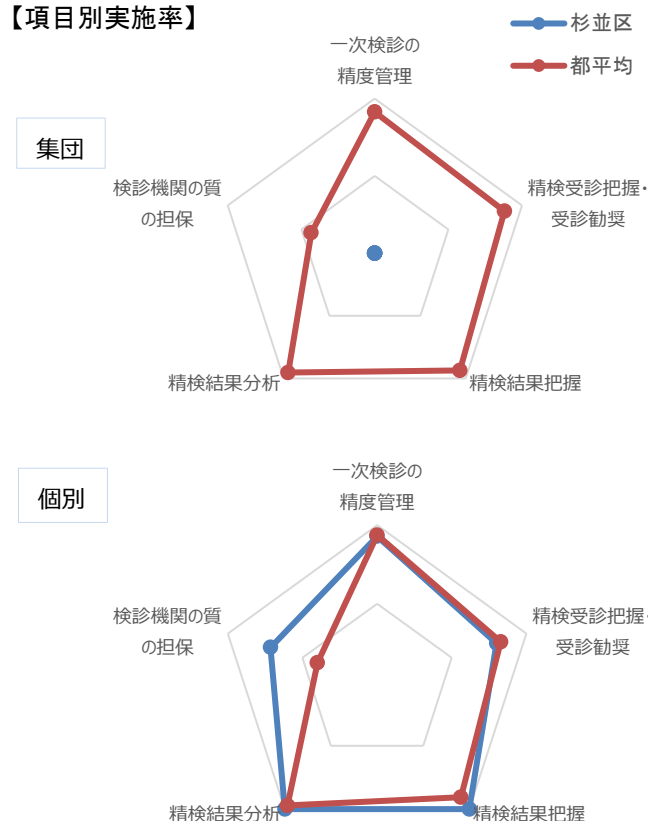 【項目別実施率】
杉並区
都平均
集団
一次検診の
精度管理
精検受診把握・
受診勧奨
精検結果把握
精検結果分析
検診機関の質
の担保
個別
一次検診の
精度管理
精検受診把握・
受診勧奨
精検結果把握
精検結果分析
検診機関の質
の担保